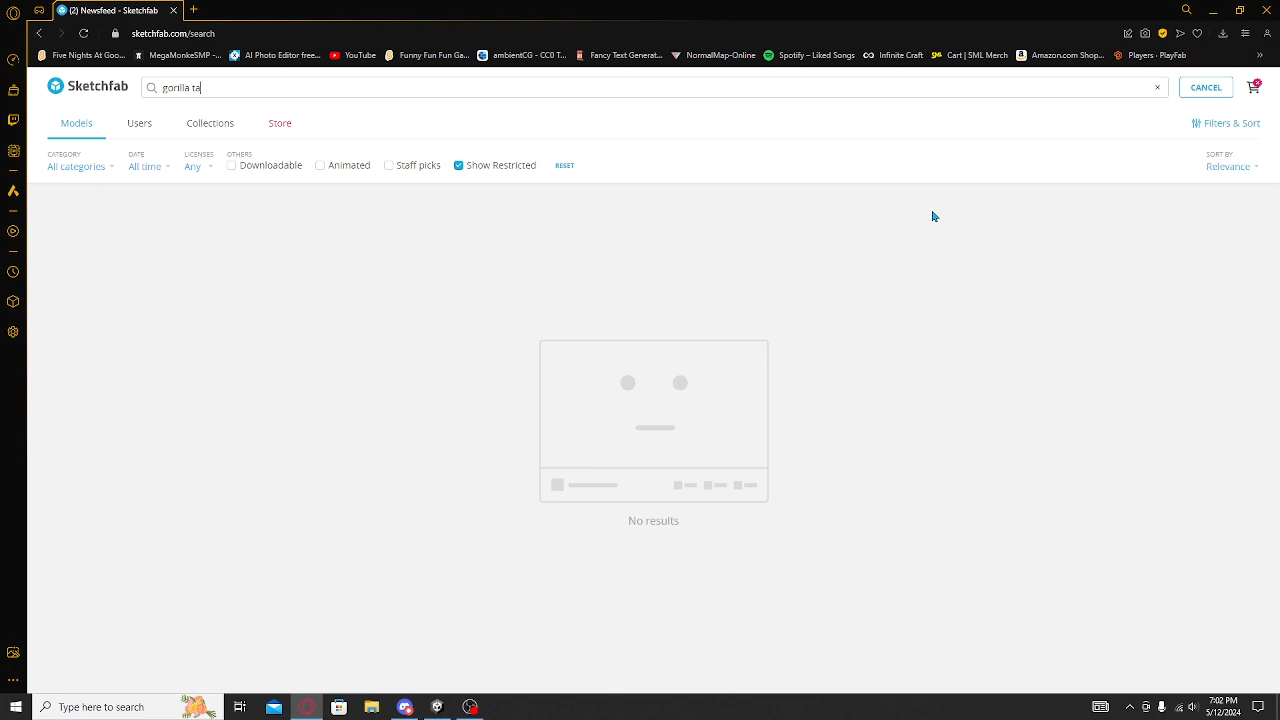 (2) Newsfeed - Sketchfab
sketchfab.com/search
Five Nights At Goo...
MegaMonkeSMP -...
AI Photo Editor free...
YouTube
Funny Fun Fun Ga...
ambientCG - CC0 T...
Fancy Text Generat...
NormalMap-Online
Spotify – Liked Songs
Infinite Craft
Cart | SML Merch
Amazon.com Shop...
Players - PlayFab
Sketchfab
gorilla ta
CANCEL
Models
Users
Collections
Store
Filters & Sort
CATEGORY
DATE
LICENSES
OTHERS
SORT BY
All categories
All time
Any
Downloadable
Animated
Staff picks
Show Restricted
RESET
Relevance
No results
Type here to search
7:02 PM
5/12/2024